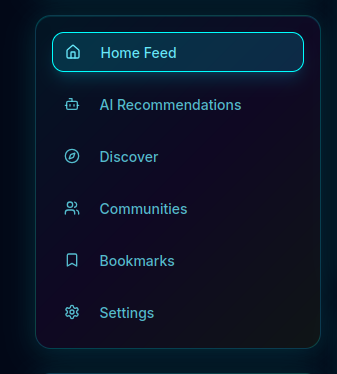 Home Feed
AI Recommendations
Discover
Communities
Bookmarks
Settings